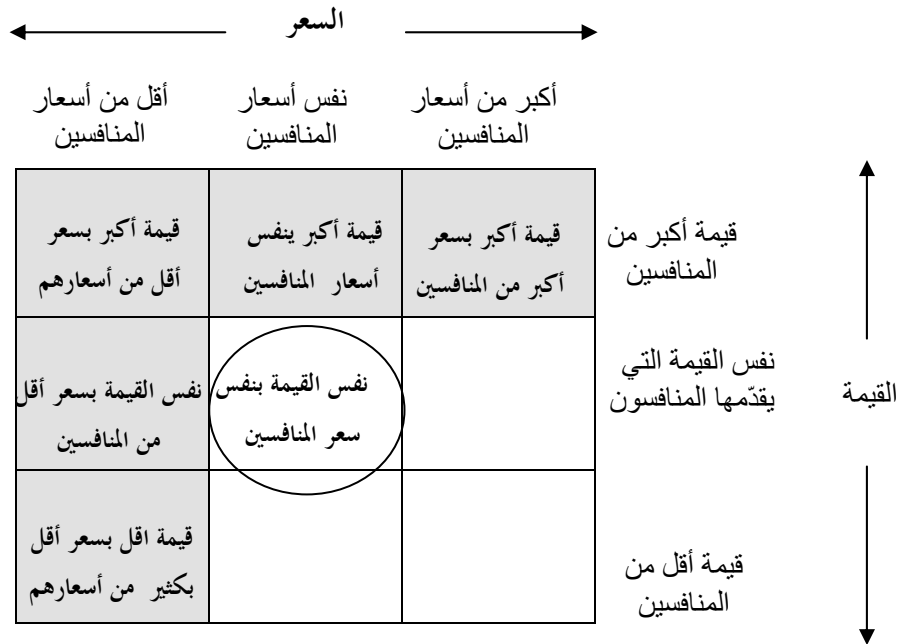 السعر
أكبر من أسعار
المنافسين
نفس أسعار
المنافسين
أقل من أسعار
المنافسين
القيمة
قيمة أكبر من
المنافسين
قيمة أكبر بسعر
أكبر من المنافسين
قيمة أكبر ينفس
أسعار المنافسين
قيمة أكبر بسعر
أقل من أسعارهم
نفس القيمة التي
يقدّمها المنافسون
نفس القيمة بنفس
سعر المنافسين
نفس القيمة بسعر أقل
من المنافسين
قيمة أقل من
المنافسين
قيمة اقل بسعر أقل
بكثير من أسعارهم